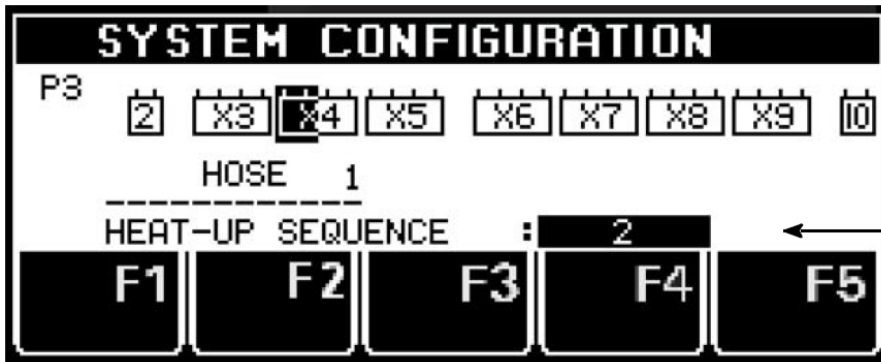 SYSTEM CONFIGURATION
P3
2 X3 X4 X5 X6 X7 X8 X9 10
HOSE 1
HEAT-UP SEQUENCE : 2
F1 F2 F3 F4 F5